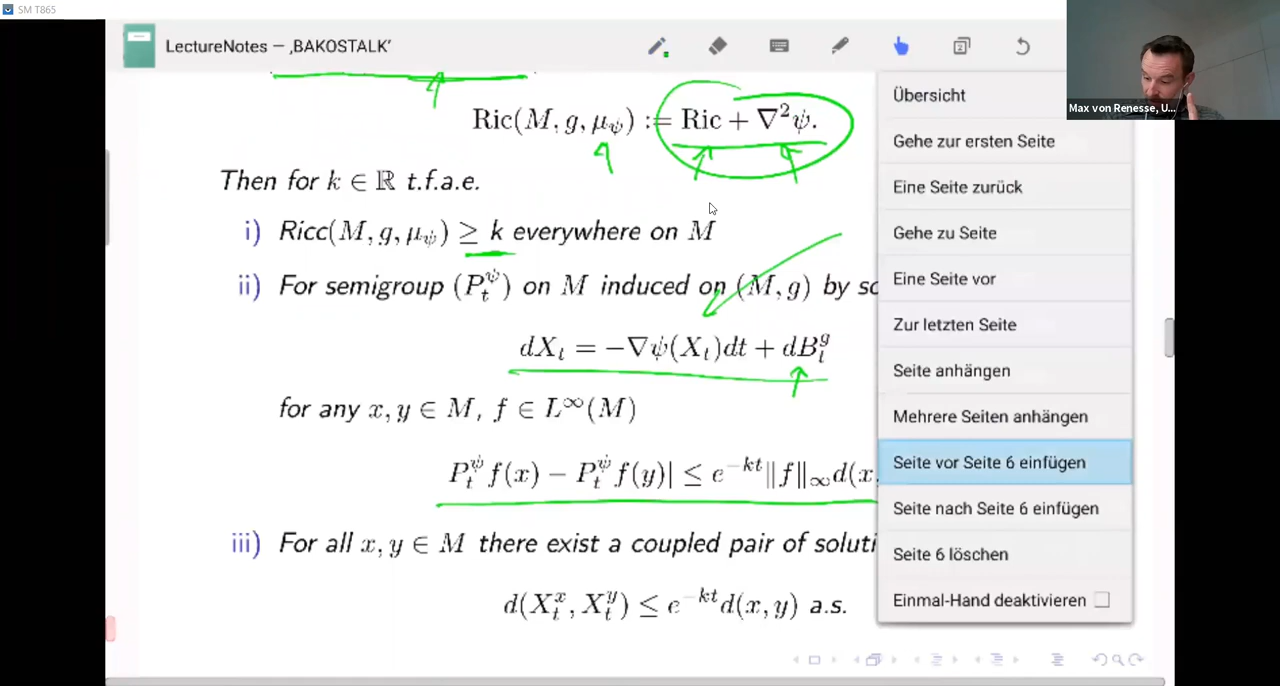 SM T865
LectureNotes – ‚BAKOSTALK’
Max von Renesse, U...
Ric(M, g, μ_ψ) := Ric + ∇²ψ.
Then for k ∈ ℝ t.f.a.e.
i) Ricc(M, g, μ_ψ) ≥ k everywhere on M
ii) For semigroup (P_t^ψ) on M induced on (M, g) by so
dX_t = −∇ψ(X_t)dt + dB_t^g
for any x, y ∈ M, f ∈ L^∞(M)
P_t^ψ f(x) − P_t^ψ f(y)| ≤ e^{−kt}‖f‖_∞d(x,
iii) For all x, y ∈ M there exist a coupled pair of soluti
d(X_t^x, X_t^y) ≤ e^{−kt}d(x, y) a.s.
Übersicht
Gehe zur ersten Seite
Eine Seite zurück
Gehe zu Seite
Eine Seite vor
Zur letzten Seite
Seite anhängen
Mehrere Seiten anhängen
Seite vor Seite 6 einfügen
Seite nach Seite 6 einfügen
Seite 6 löschen
Einmal-Hand deaktivieren